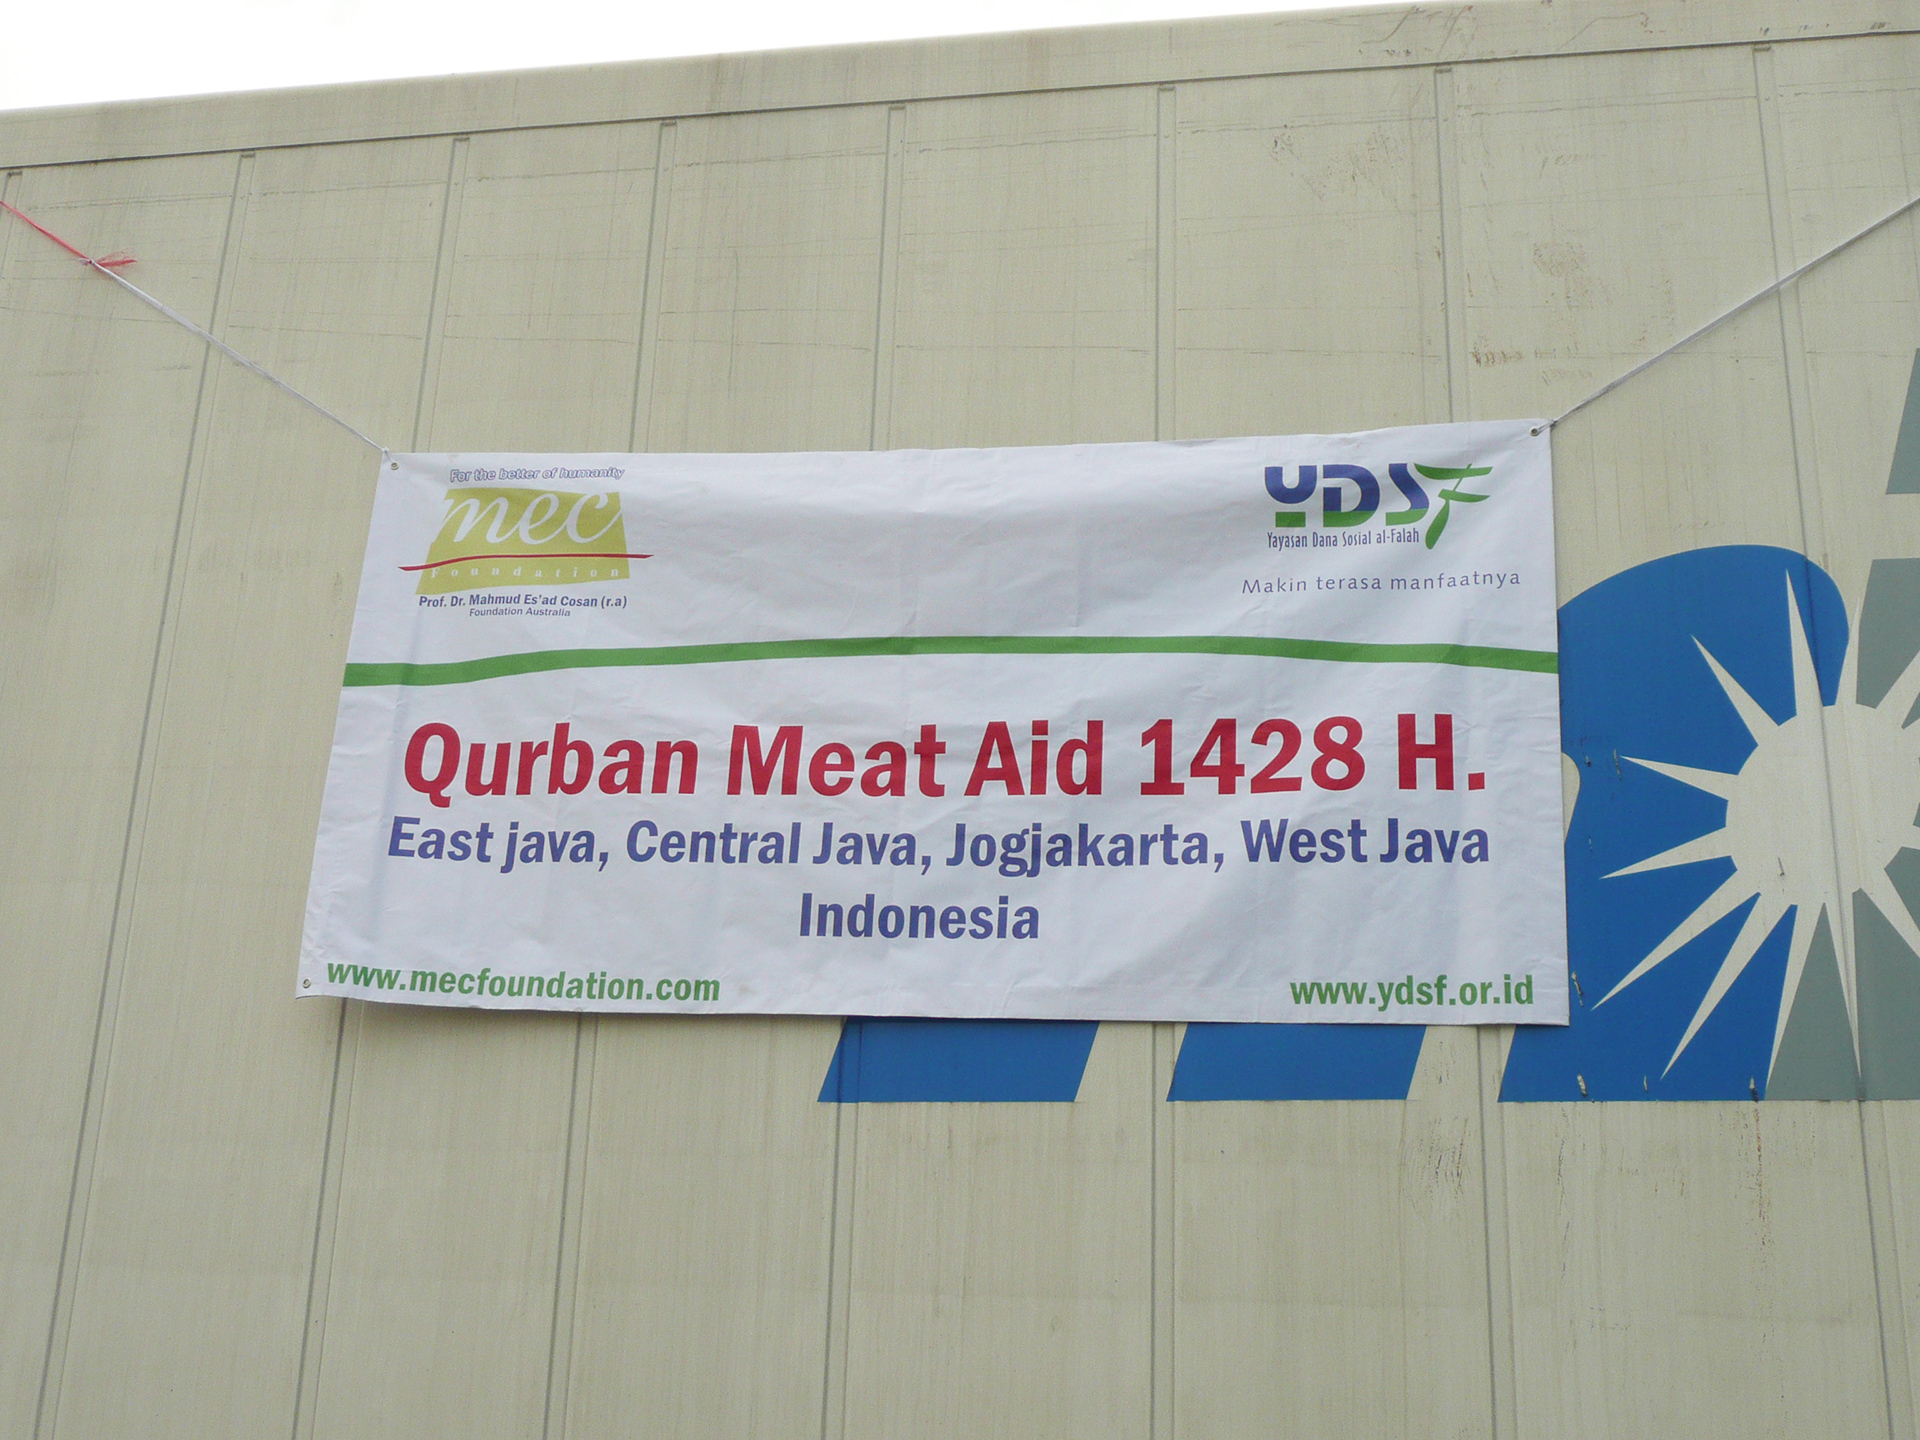 For the better of humanity
mec
Foundation
Prof. Dr. Mahmud Es'ad Cosan (r.a)
Foundation Australia
YDSF
Yayasan Dana Sosial al-Falah
Makin terasa manfaatnya
Qurban Meat Aid 1428 H.
East java, Central Java, Jogjakarta, West Java
Indonesia
www.mecfoundation.com
www.ydsf.or.id